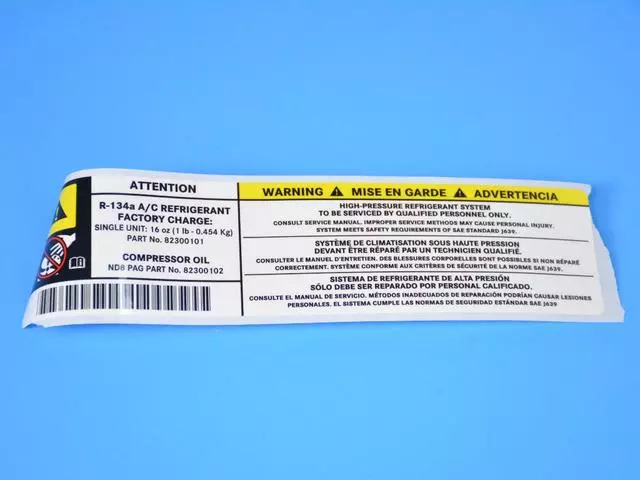 ATTENTION
R-134a A/C REFRIGERANT
FACTORY CHARGE:
SINGLE UNIT: 16 oz (1 lb - 0.454 Kg)
PART No. 82300101
COMPRESSOR OIL
ND8 PAG PART No. 82300102
WARNING ⚠ MISE EN GARDE ⚠ ADVERTENCIA
HIGH-PRESSURE REFRIGERANT SYSTEM
TO BE SERVICED BY QUALIFIED PERSONNEL ONLY.
CONSULT SERVICE MANUAL. IMPROPER SERVICE METHODS MAY CAUSE PERSONAL INJURY.
SYSTEM MEETS SAFETY REQUIREMENTS OF SAE STANDARD J639.
SYSTÈME DE CLIMATISATION SOUS HAUTE PRESSION
DEVANT ÊTRE RÉPARÉ PAR UN TECHNICIEN QUALIFIÉ.
CONSULTER LE MANUEL D'ENTRETIEN. DES BLESSURES CORPORELLES SONT POSSIBLES SI NON RÉPARÉ
CORRECTEMENT. SYSTÈME CONFORME AUX CRITÈRES DE SÉCURITÉ DE LA NORME SAE J639.
SISTEMA DE REFRIGERANTE DE ALTA PRESIÓN
SÓLO DEBE SER REPARADO POR PERSONAL CALIFICADO.
CONSULTE EL MANUAL DE SERVICIO. MÉTODOS INADECUADOS DE REPARACIÓN PODRÍAN CAUSAR LESIONES
PERSONALES. EL SISTEMA CUMPLE LAS NORMAS DE SEGURIDAD ESTÁNDAR SAE J639